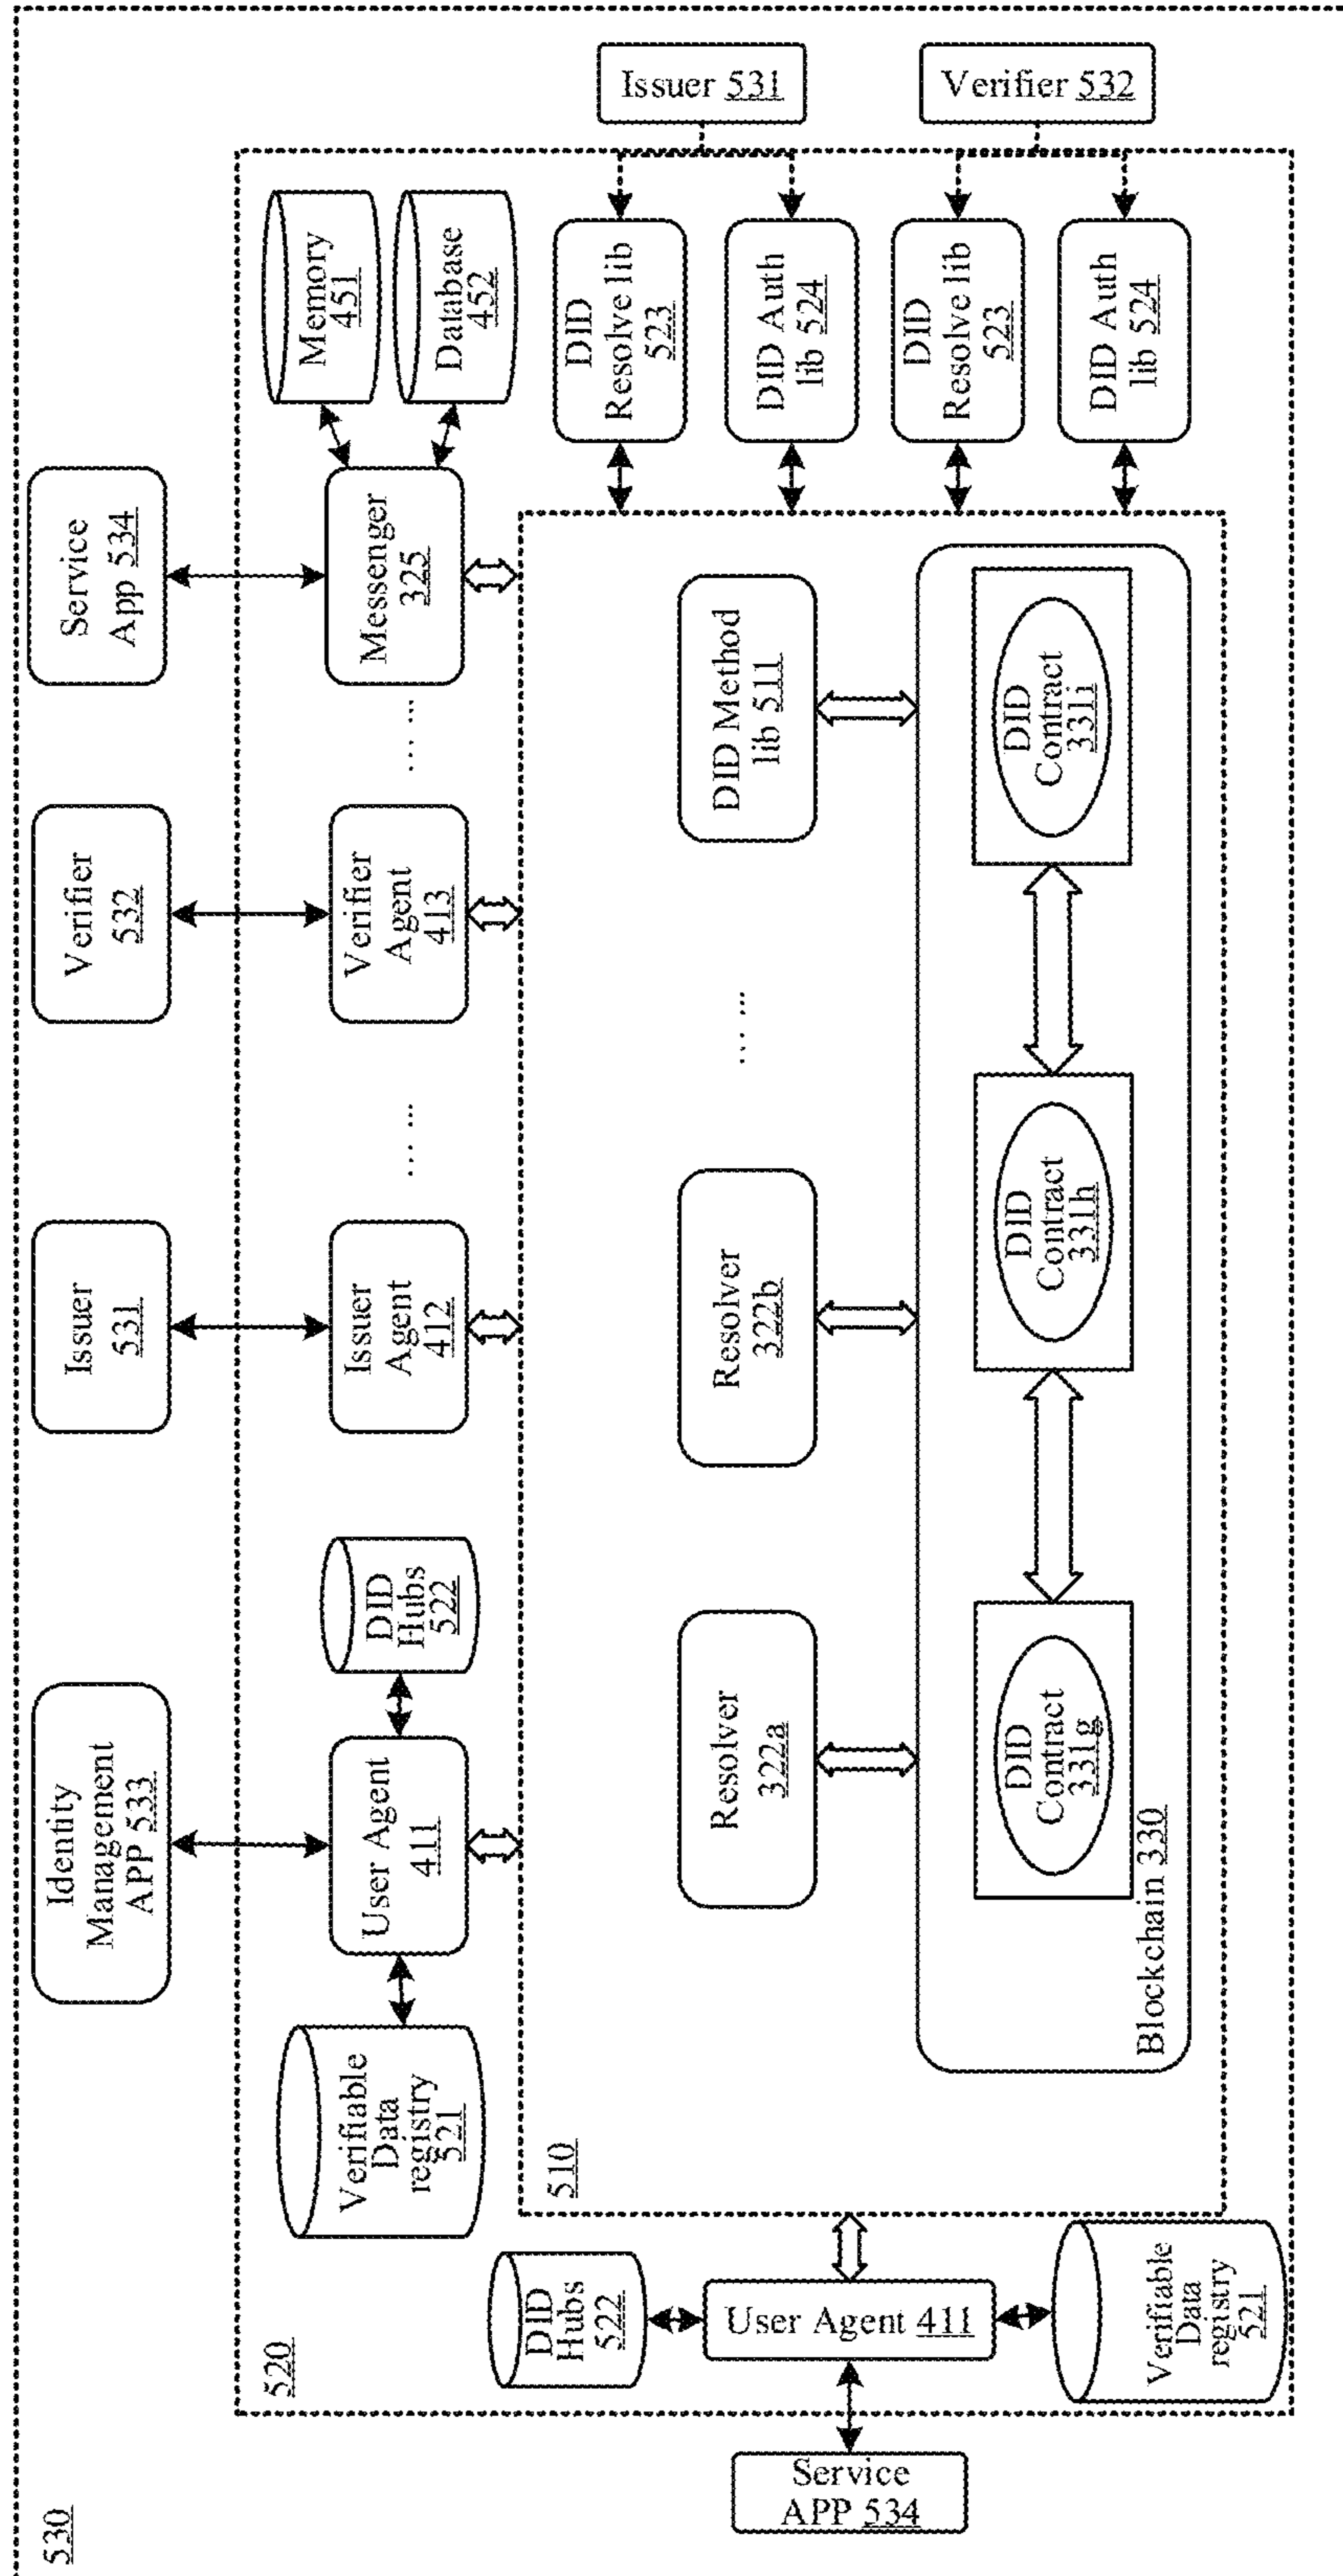 530
Identity
Management
APP 533
Issuer
531
Verifier
532
Service
App 534
520
Verifiable
Data
registry
521
User Agent
411
DID
Hubs
522
Issuer
Agent
412
... ...
Verifier
Agent
413
... ...
Messenger
325
Memory
451
Database
452
Service
APP 534
DID
Hubs
522
User Agent 411
Verifiable
Data
registry
521
510
Resolver
322a
Resolver
322b
... ...
DID Method
lib 511
DID
Contract
331g
DID
Contract
331h
DID
Contract
331i
Blockchain 330
DID
Resolve lib
523
DID Auth
lib 524
DID
Resolve lib
523
DID Auth
lib 524
Issuer 531
Verifier 532